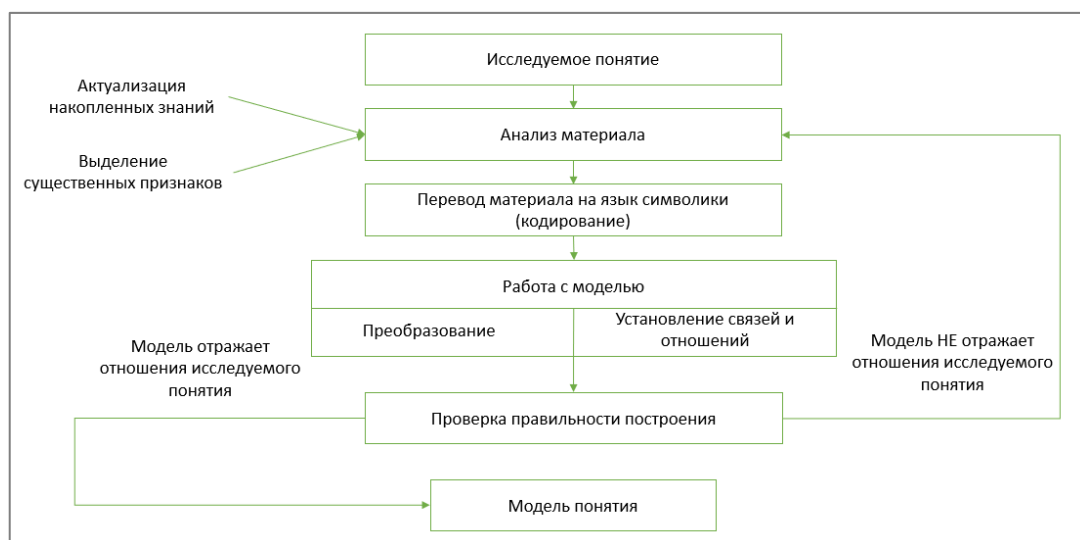 Исследуемое понятие
Актуализация
накопленных знаний
Анализ материала
Выделение
существенных признаков
Перевод материала на язык символики
(кодирование)
Работа с моделью
Преобразование
Установление связей и
отношений
Модель отражает
отношения исследуемого
понятия
Модель НЕ отражает
отношения исследуемого
понятия
Проверка правильности построения
Модель понятия